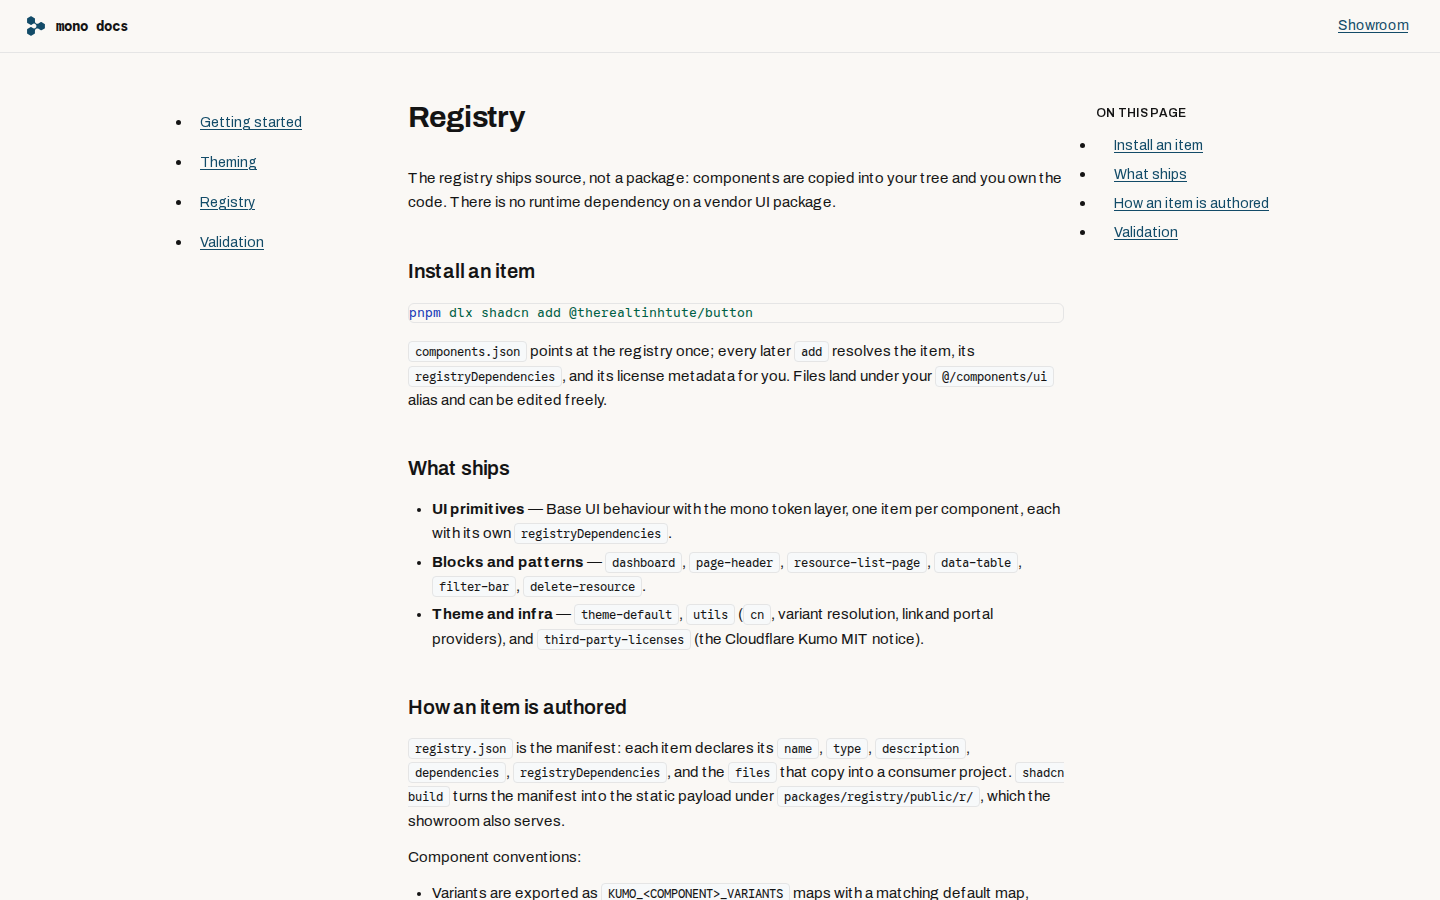 mono docs
Showroom
Getting started
Theming
Registry
Validation
Registry
The registry ships source, not a package: components are copied into your tree and you own the
code. There is no runtime dependency on a vendor UI package.
Install an item
pnpm dlx shadcn add @therealtinhtute/button
components.json points at the registry once; every later add resolves the item, its
registryDependencies, and its license metadata for you. Files land under your @/components/ui
alias and can be edited freely.
What ships
UI primitives — Base UI behaviour with the mono token layer, one item per component, each
with its own registryDependencies.
Blocks and patterns — dashboard, page-header, resource-list-page, data-table,
filter-bar, delete-resource.
Theme and infra — theme-default, utils (cn, variant resolution, link and portal
providers), and third-party-licenses (the Cloudflare Kumo MIT notice).
How an item is authored
registry.json is the manifest: each item declares its name, type, description,
dependencies, registryDependencies, and the files that copy into a consumer project. shadcn
build turns the manifest into the static payload under packages/registry/public/r/, which the
showroom also serves.
Component conventions:
Variants are exported as KUMO_<COMPONENT>_VARIANTS maps with a matching default map,
ON THIS PAGE
Install an item
What ships
How an item is authored
Validation